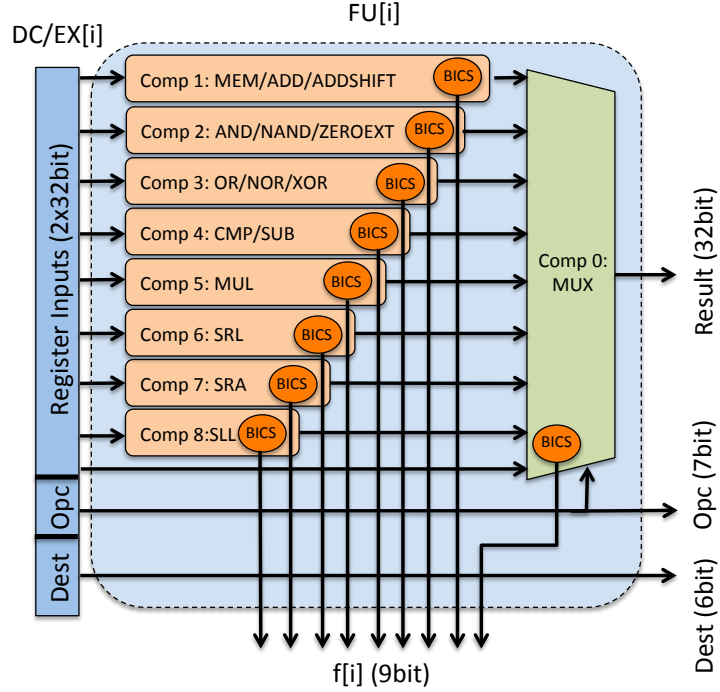 FU[i]
DC/EX[i]
Comp 1: MEM/ADD/ADDSHIFT
BICS
Comp 2: AND/NAND/ZEROEXT
BICS
Comp 3: OR/NOR/XOR
BICS
Comp 4: CMP/SUB
BICS
Comp 5: MUL
BICS
Comp 6: SRL
BICS
Comp 7: SRA
BICS
Comp 8:SLL
BICS
Comp 0:
MUX
BICS
Register Inputs (2x32bit)
Opc
Dest
Result (32bit)
Opc (7bit)
Dest (6bit)
f[i] (9bit)